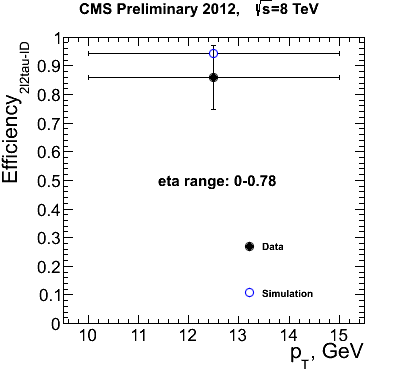 CMS Preliminary 2012, √s=8 TeV
Efficiency 2l2tau-ID
1
0.9
0.8
0.7
0.6
0.5
0.4
0.3
0.2
0.1
0
eta range: 0-0.78
Data
Simulation
10 11 12 13 14 15
pT, GeV